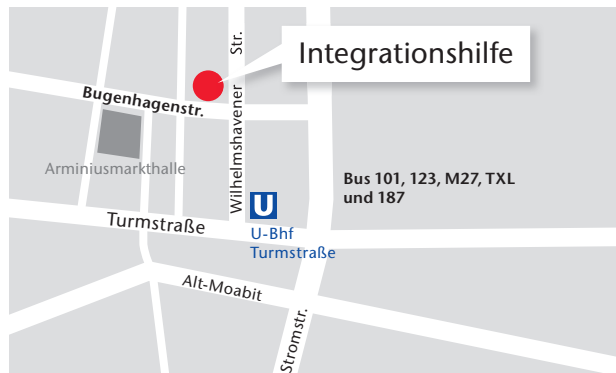 Integrationshilfe
Wilhelmshavener Str.
Bugenhagenstr.
Arminiusmarkthalle
Bus 101, 123, M27, TXL
und 187
Turmstraße
U
U-Bhf
Turmstraße
Alt-Moabit
Stromstr.